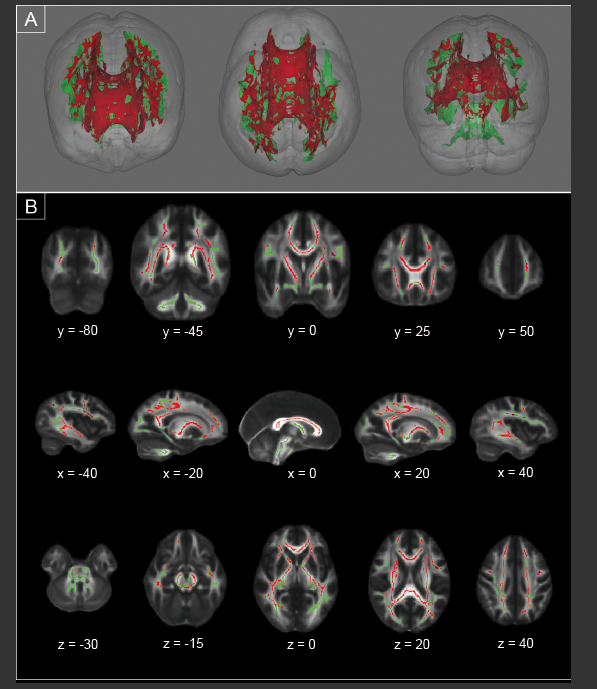 A
B
y = -80 y = -45 y = 0 y = 25 y = 50
x = -40 x = -20 x = 0 x = 20 x = 40
z = -30 z = -15 z = 0 z = 20 z = 40